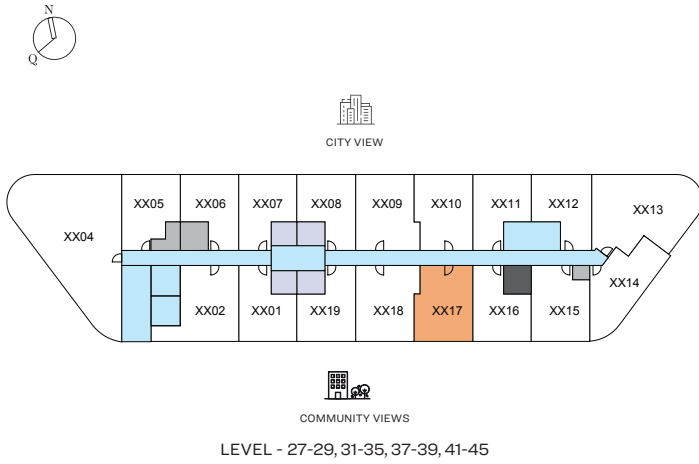 N
Q
CITY VIEW
XX05 XX06 XX07 XX08 XX09 XX10 XX11 XX12 XX13
XX04
XX14
XX02 XX01 XX19 XX18 XX17 XX16 XX15
COMMUNITY VIEWS
LEVEL - 27-29, 31-35, 37-39, 41-45